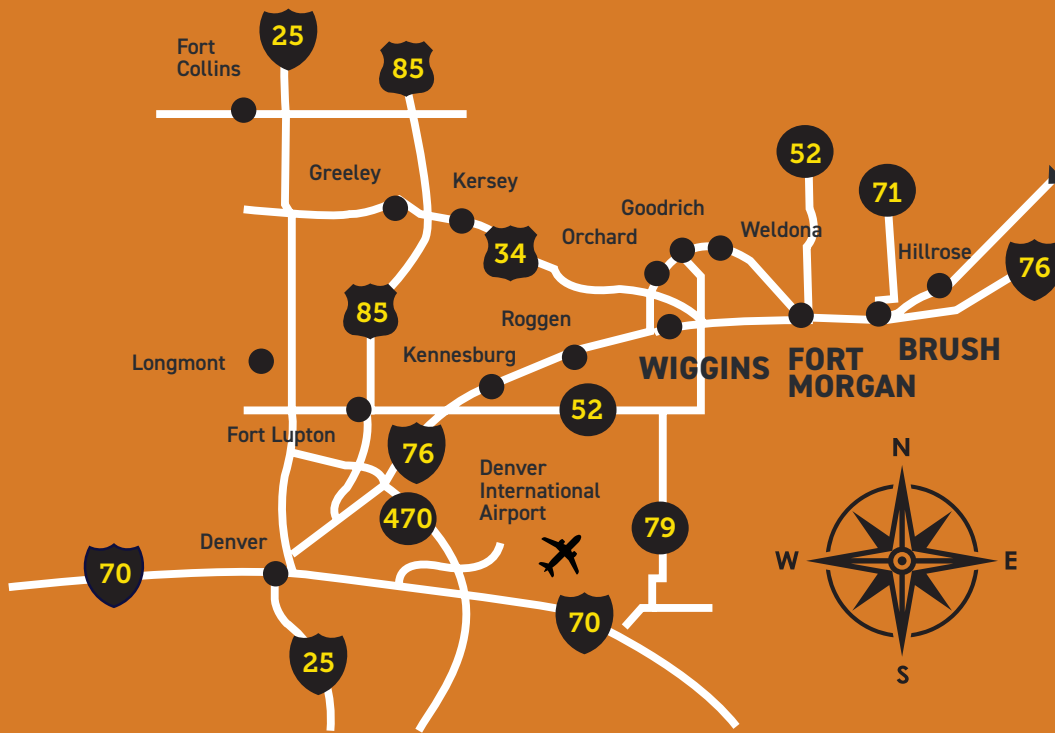 25
Fort
Collins
85
52
71
Greeley
Kersey
Goodrich
Weldona
Orchard
34
Hillrose
76
85
Roggen
Longmont
Kennesburg
WIGGINS
FORT
MORGAN
BRUSH
52
Fort Lupton
76
Denver
International
Airport
N
470
79
Denver
70
W
E
70
25
S